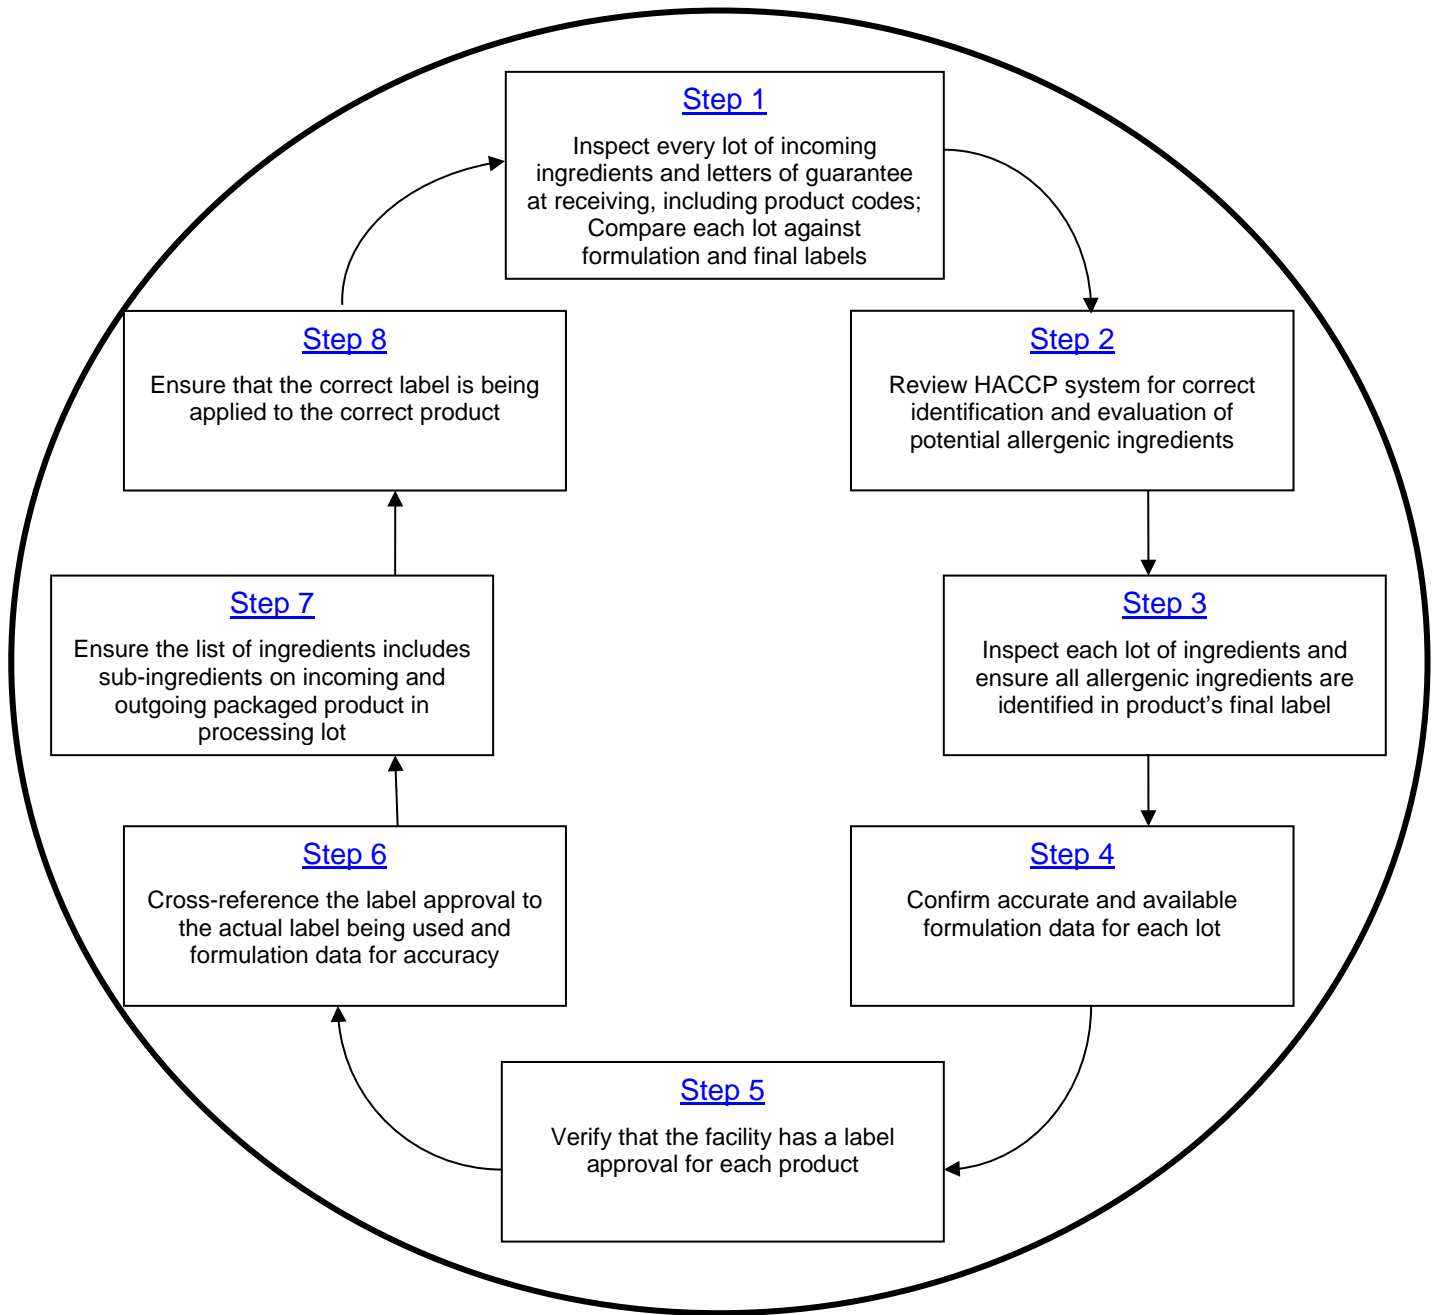 Step 1
Inspect every lot of incoming
ingredients and letters of guarantee
at receiving, including product codes;
Compare each lot against
formulation and final labels
Step 2
Review HACCP system for correct
identification and evaluation of
potential allergenic ingredients
Step 3
Inspect each lot of ingredients and
ensure all allergenic ingredients are
identified in product’s final label
Step 4
Confirm accurate and available
formulation data for each lot
Step 5
Verify that the facility has a label
approval for each product
Step 6
Cross-reference the label approval to
the actual label being used and
formulation data for accuracy
Step 7
Ensure the list of ingredients includes
sub-ingredients on incoming and
outgoing packaged product in
processing lot
Step 8
Ensure that the correct label is being
applied to the correct product